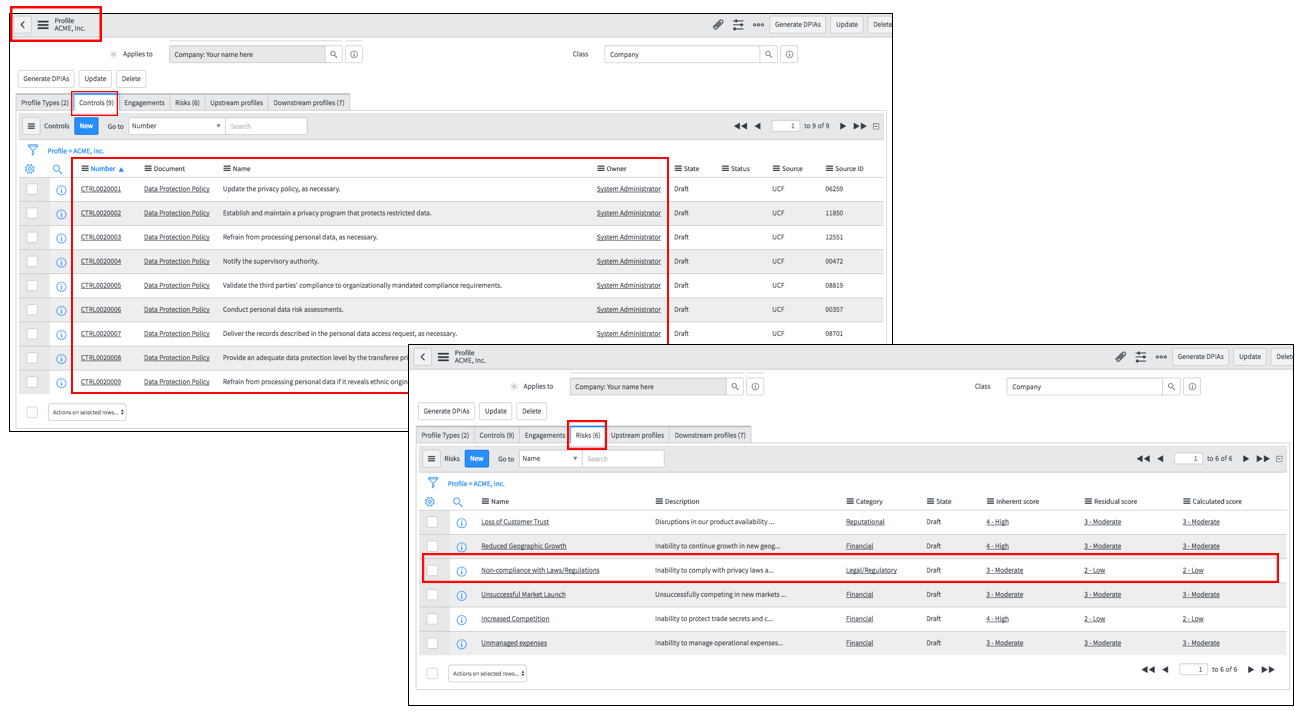 Profile
ACME, Inc.
Generate DPIAs Update Delete
Applies to Company: Your name here Class Company
Generate DPIAs Update Delete
Profile Types (2) Controls (9) Engagements Risks (6) Upstream profiles Downstream profiles (7)
Controls New Go to Number Search 1 to 9 of 9
Profile = ACME, Inc.
Number Document Name Owner State Status Source Source ID
CTRL0020001 Data Protection Policy Update the privacy policy, as necessary. System Administrator Draft UCF 06259
CTRL0020002 Data Protection Policy Establish and maintain a privacy program that protects restricted data. System Administrator Draft UCF 11850
CTRL0020003 Data Protection Policy Refrain from processing personal data, as necessary. System Administrator Draft UCF 12551
CTRL0020004 Data Protection Policy Notify the supervisory authority. System Administrator Draft UCF 00472
CTRL0020005 Data Protection Policy Validate the third parties' compliance to organizationally mandated compliance requirements. System Administrator Draft UCF 08819
CTRL0020006 Data Protection Policy Conduct personal data risk assessments. System Administrator Draft UCF 00357
CTRL0020007 Data Protection Policy Deliver the records described in the personal data access request, as necessary. System Administrator Draft UCF 08701
CTRL0020008 Data Protection Policy Provide an adequate data protection level by the transferee
CTRL0020009 Data Protection Policy Refrain from processing personal data if it reveals ethnic origin
Actions on selected rows...
Profile
ACME, Inc.
Generate DPIAs Update Delet
Applies to Company: Your name here Class Company
Generate DPIAs Update Delete
Profile Types (2) Controls (9) Engagements Risks (6) Upstream profiles Downstream profiles (7)
Risks New Go to Name Search 1 to 6 of 6
Profile = ACME, Inc.
Name Description Category State Inherent score Residual score Calculated score
Loss of Customer Trust Disruptions in our product availability ... Reputational Draft 4 - High 3 - Moderate 3 - Moderate
Reduced Geographic Growth Inability to continue growth in new geog... Financial Draft 4 - High 3 - Moderate 3 - Moderate
Non-compliance with Laws/Regulations Inability to comply with privacy laws a... Legal/Regulatory Draft 3 - Moderate 2 - Low 2 - Low
Unsuccessful Market Launch Unsuccessfully competing in new markets ... Financial Draft 3 - Moderate 3 - Moderate 3 - Moderate
Increased Competition Inability to protect trade secrets and c... Financial Draft 4 - High 2 - Low 2 - Low
Unmanaged expenses Inability to manage operational expenses... Financial Draft 3 - Moderate 3 - Moderate 3 - Moderate
Actions on selected rows... 1 to 6 of 6